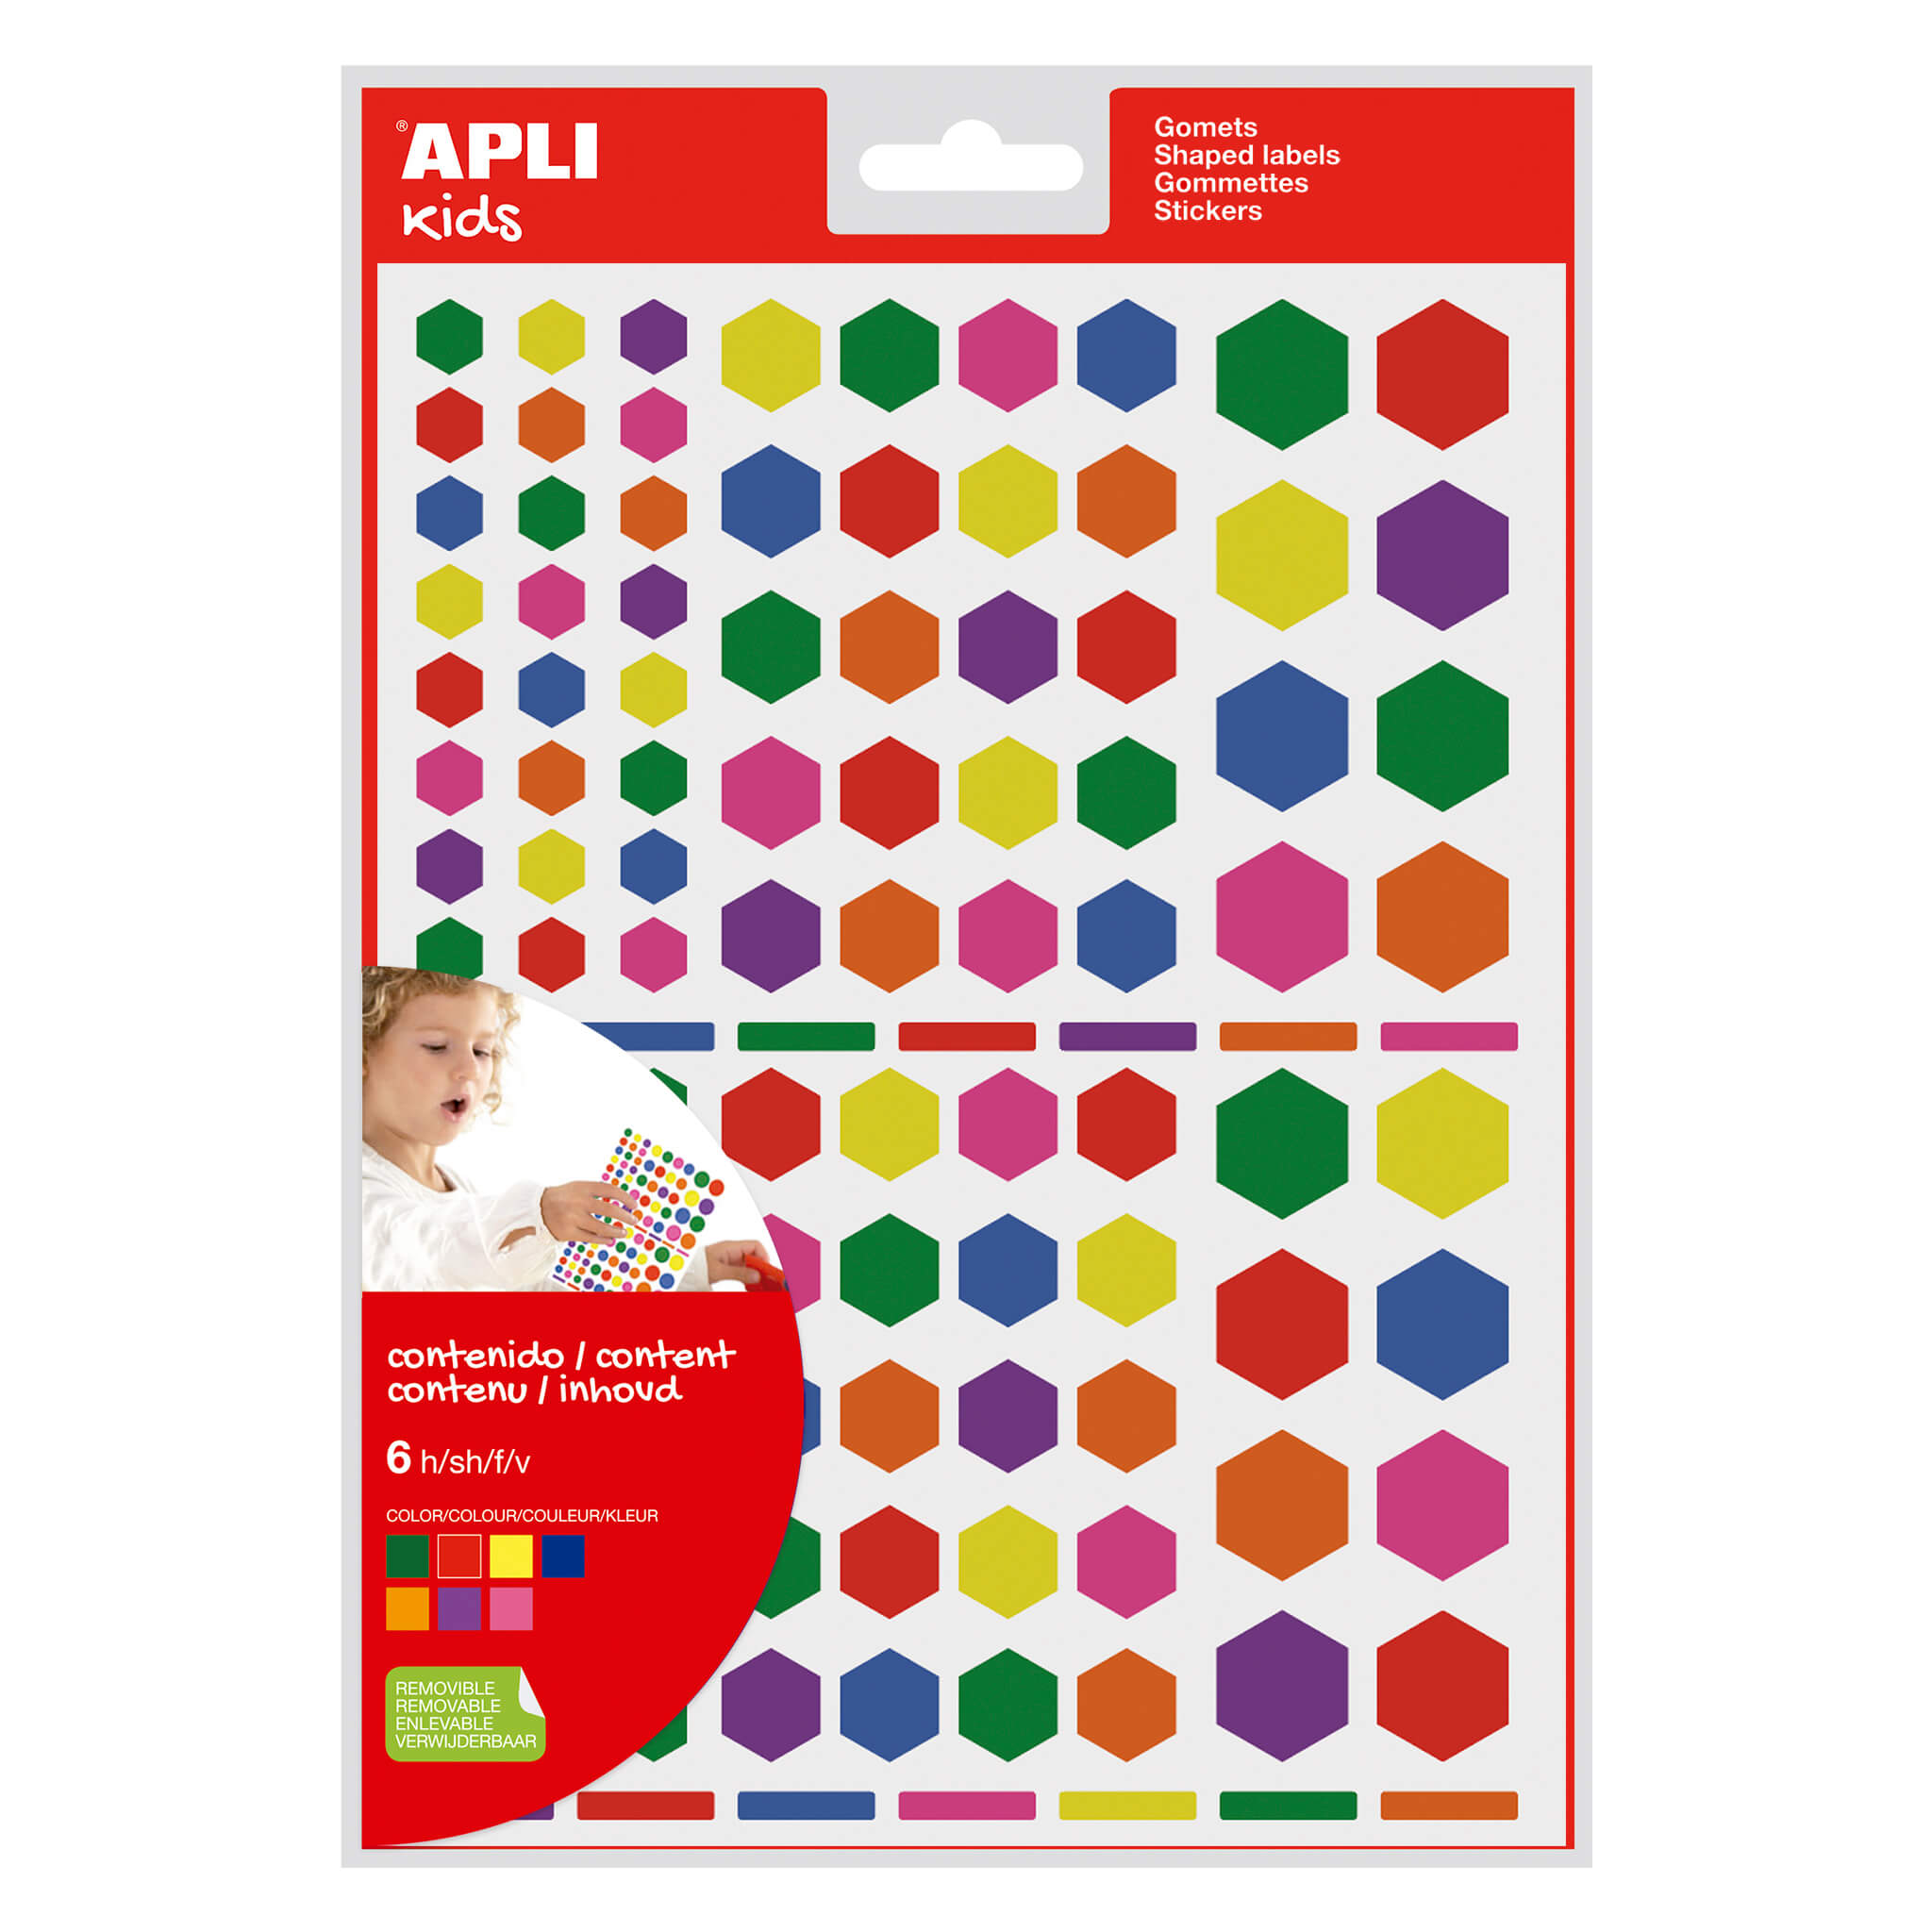 ®APLI
kids
Gomets
Shaped labels
Gommettes
Stickers
contenido / content
contenu / inhoud
6 h/sh/f/v
COLOR/COLOUR/COULEUR/KLEUR
REMOVIBLE
REMOVABLE
ENLEVABLE
VERWIJDERBAAR